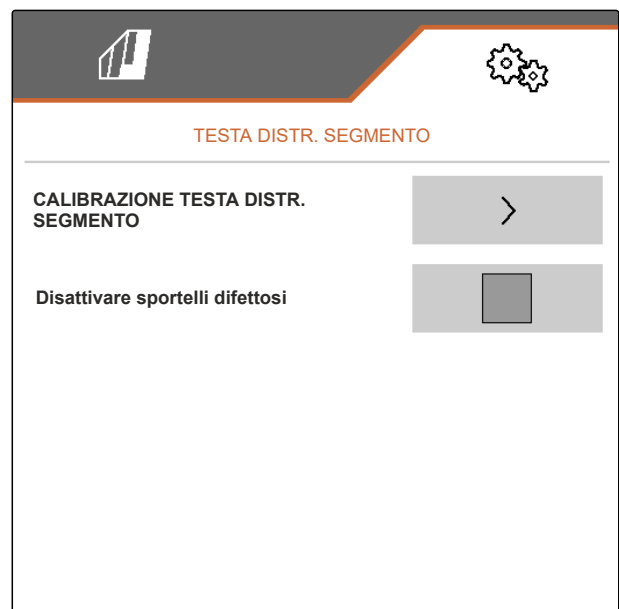 TESTA DISTR. SEGMENTO
CALIBRAZIONE TESTA DISTR.
SEGMENTO
Disattivare sportelli difettosi